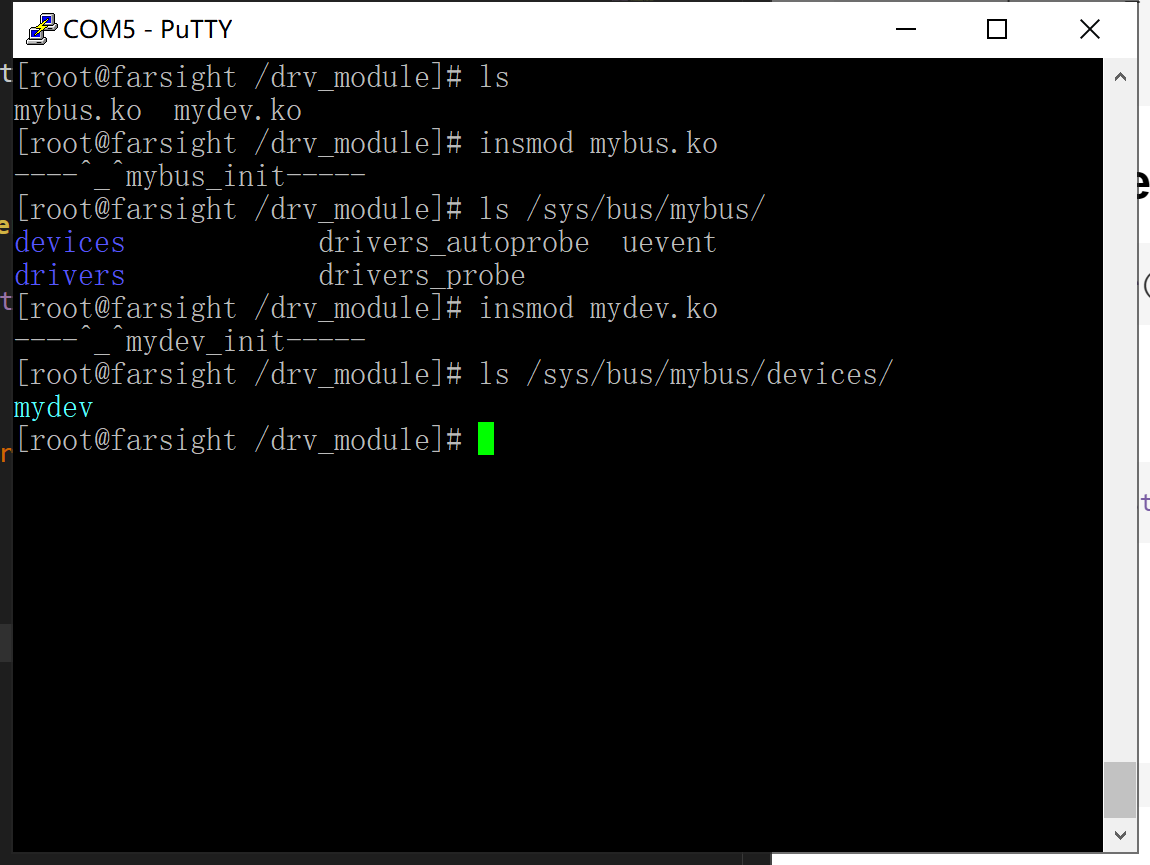 COM5 - PuTTY
[root@farsight /drv_module]# ls
mybus.ko  mydev.ko
[root@farsight /drv_module]# insmod mybus.ko
----^_^mybus_init-----
[root@farsight /drv_module]# ls /sys/bus/mybus/
devices            drivers_autoprobe  uevent
drivers            drivers_probe
[root@farsight /drv_module]# insmod mydev.ko
----^_^mydev_init-----
[root@farsight /drv_module]# ls /sys/bus/mybus/devices/
mydev
[root@farsight /drv_module]#